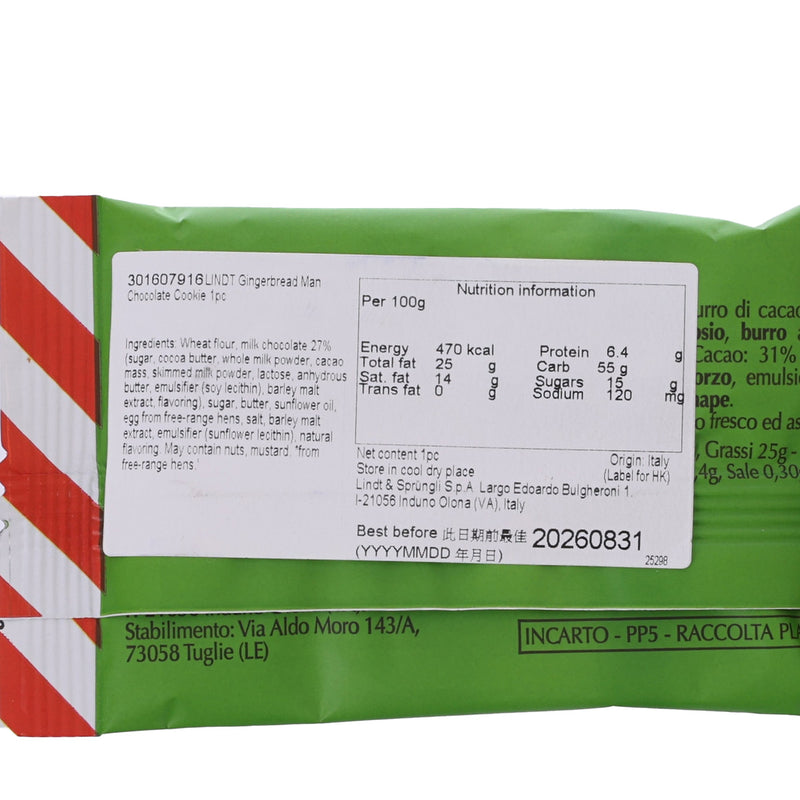 301607916 LINDT Gingerbread Man
Chocolate Cookie 1pc
Ingredients: Wheat flour, milk chocolate 27%
(sugar, cocoa butter, whole milk powder, cacao
mass, skimmed milk powder, lactose, anhydrous
butter, emulsifier (soy lecithin), barley malt
extract, flavoring), sugar, butter, sunflower oil,
egg from free-range hens, salt, barley malt
extract, emulsifier (sunflower lecithin), natural
flavoring. May contain nuts, mustard. *from
free-range hens.
Nutrition information
Per 100g
Energy 470 kcal Protein 6.4 g
Total fat 25 g Carb 55 g
Sat. fat 14 g Sugars 15 g
Trans fat 0 g Sodium 120 mg
Net content 1pc Origin: Italy
Store in cool dry place (Label for HK)
Lindt & Sprüngli S.p.A. Largo Edoardo Bulgheroni 1,
I-21056 Induno Olona (VA), Italy
Best before 此日期前最佳 20260831
(YYYYMMDD 年月日)
25298
urro di cacao
osio, burro a
Cacao: 31%
orzo, emulsi
nape.
o fresco ed as
, Grassi 25g -
,4g, Sale 0,30
Stabilimento: Via Aldo Moro 143/A,
73058 Tuglie (LE)
INCARTO - PP5 - RACCOLTA PLA